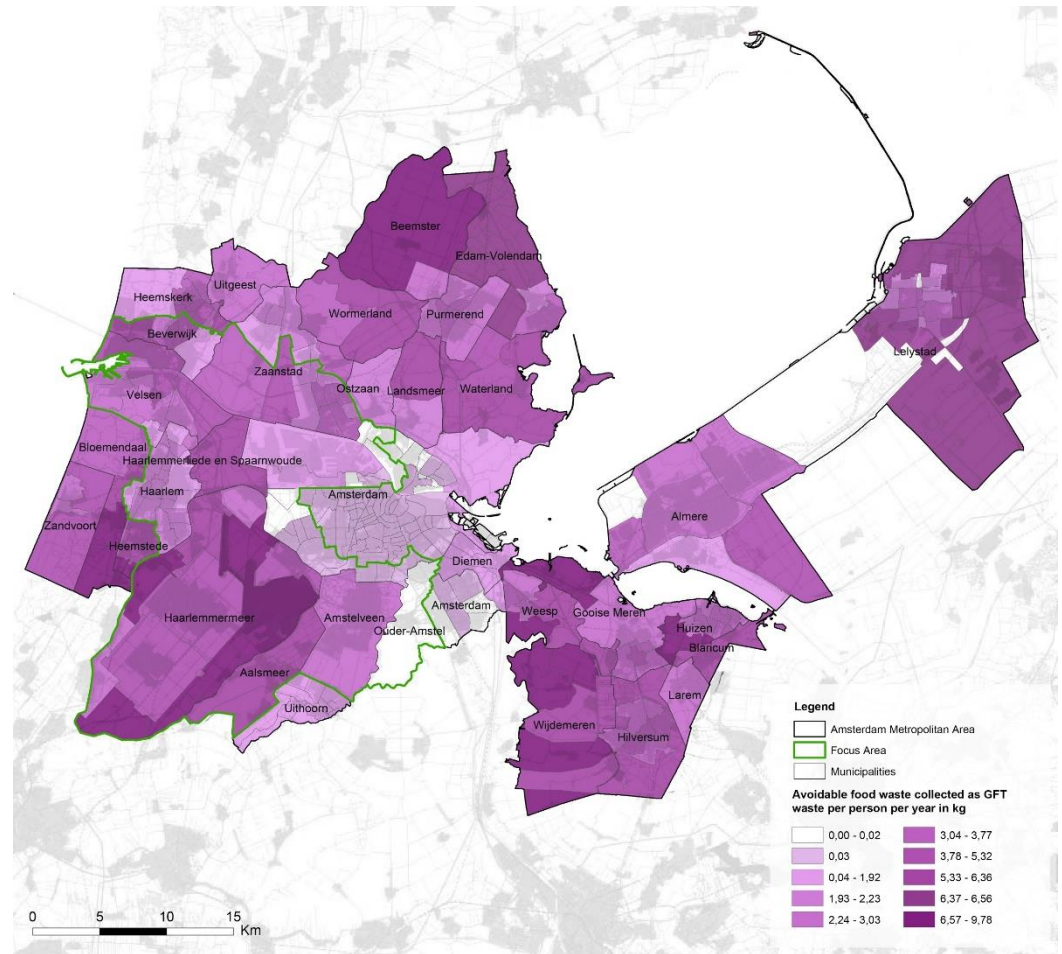 Beemster
Edam-Volendam
Uitgeest
Heemskerk
Wormerland
Purmerend
Beverwijk
Lelystad
Zaanstad
Ostzaan
Landsmeer
Waterland
Velsen
Bloemendaal
Haarlemmerliede en Spaarnwoude
Haarlem
Amsterdam
Almere
Zandvoort
Heemstede
Diemen
Amsterdam
Weesp
Gooise Meren
Haarlemmermeer
Amstelveen
Ouder-Amstel
Huizen
Blaricum
Aalsmeer
Larem
Uithoorn
Wijdemeren
Hilversum
Legend
Amsterdam Metropolitan Area
Focus Area
Municipalities
Avoidable food waste collected as GFT
waste per person per year in kg
0,00 - 0,02
0,03
0,04 - 1,92
1,93 - 2,23
2,24 - 3,03
3,04 - 3,77
3,78 - 5,32
5,33 - 6,36
6,37 - 6,56
6,57 - 9,78
0 5 10 15
Km